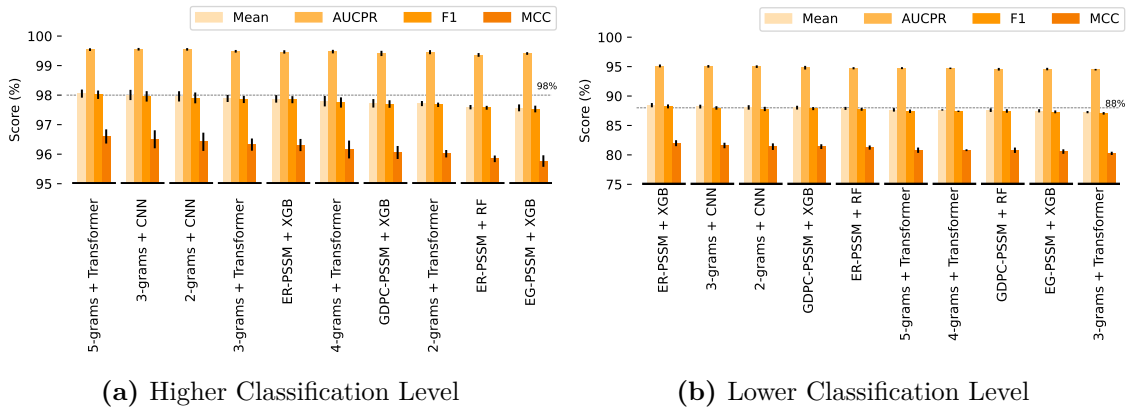 Mean AUCPR F1 MCC
Score (%)
100
99
98
97
96
95
98%
5-grams + Transformer
3-grams + CNN
2-grams + CNN
3-grams + Transformer
ER-PSSM + XGB
4-grams + Transformer
GDPC-PSSM + XGB
2-grams + Transformer
ER-PSSM + RF
EG-PSSM + XGB
(a) Higher Classification Level
Mean AUCPR F1 MCC
Score (%)
100
95
90
85
80
75
88%
ER-PSSM + XGB
3-grams + CNN
2-grams + CNN
GDPC-PSSM + XGB
ER-PSSM + RF
5-grams + Transformer
4-grams + Transformer
GDPC-PSSM + RF
EG-PSSM + XGB
3-grams + Transformer
(b) Lower Classification Level